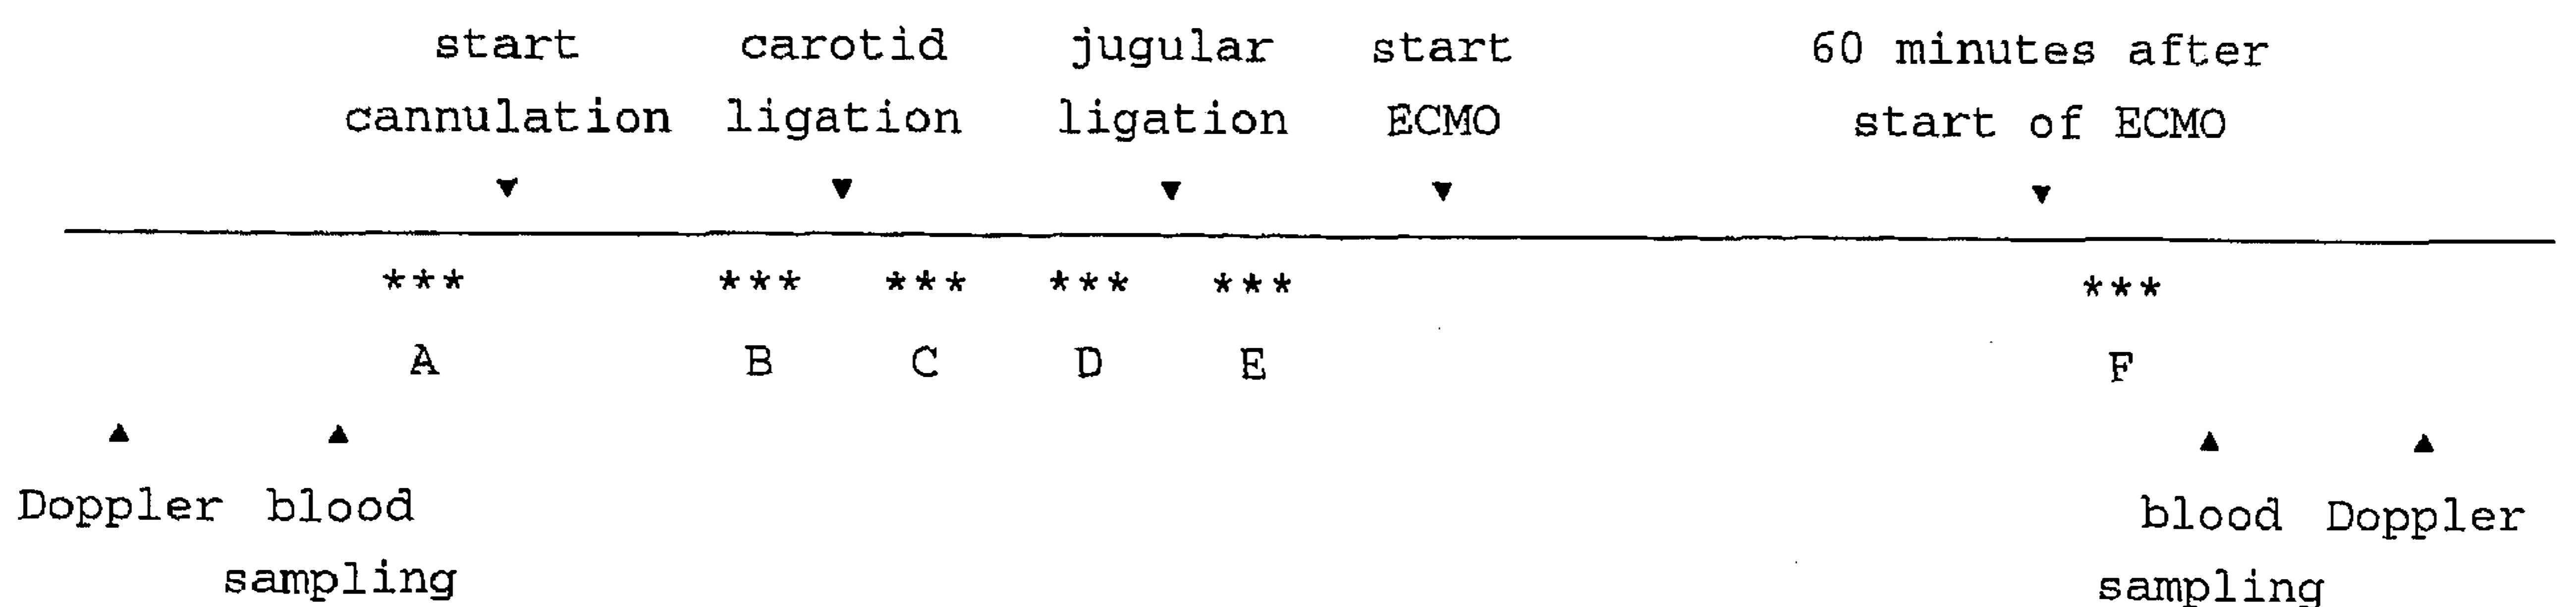 start carotid jugular start 60 minutes after
cannulation ligation ligation ECMO start of ECMO
*** *** *** *** *** ***
A B C D E F
Doppler blood blood Doppler
sampling sampling